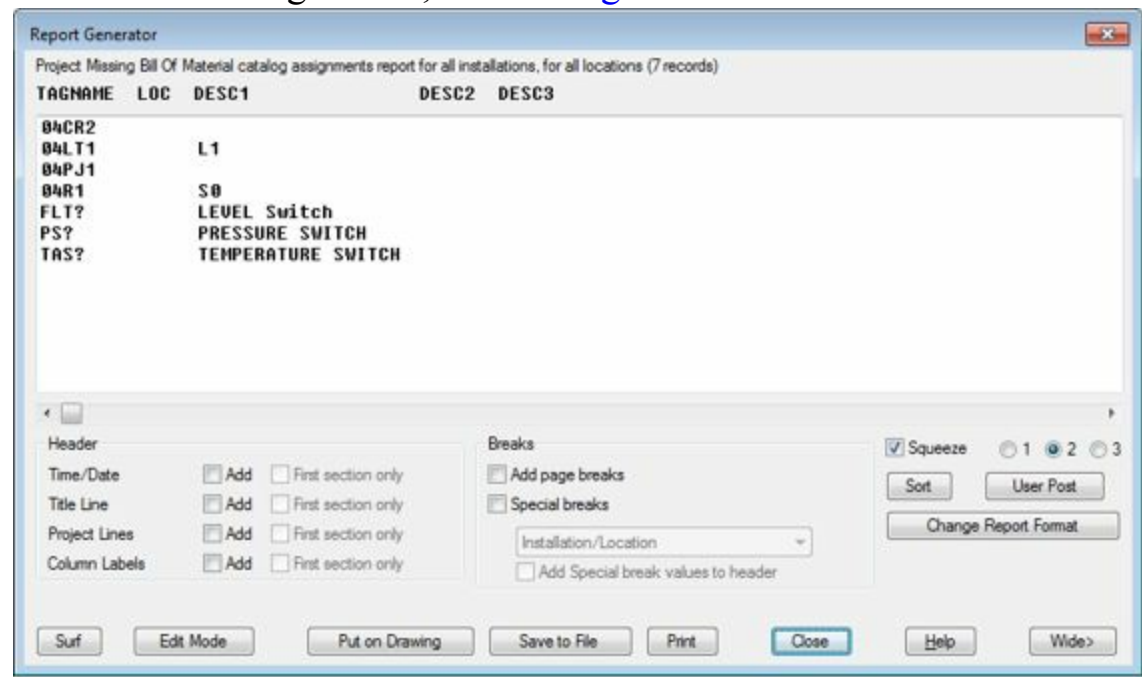 Report Generator
Project Missing Bill Of Material catalog assignments report for all installations, for all locations (7 records)
TAGNAME LOC DESC1 DESC2 DESC3
04CR2
04LT1 L1
04PJ1
04R1 S0
FLT? LEVEL Switch
PS? PRESSURE SWITCH
TAS? TEMPERATURE SWITCH
Header
Time/Date Add First section only
Title Line Add First section only
Project Lines Add First section only
Column Labels Add First section only
Breaks
Add page breaks
Special breaks
Installation/Location
Add Special break values to header
Squeeze 1 2 3
Sort User Post
Change Report Format
Surf Edit Mode Put on Drawing Save to File Print Close Help Wide>